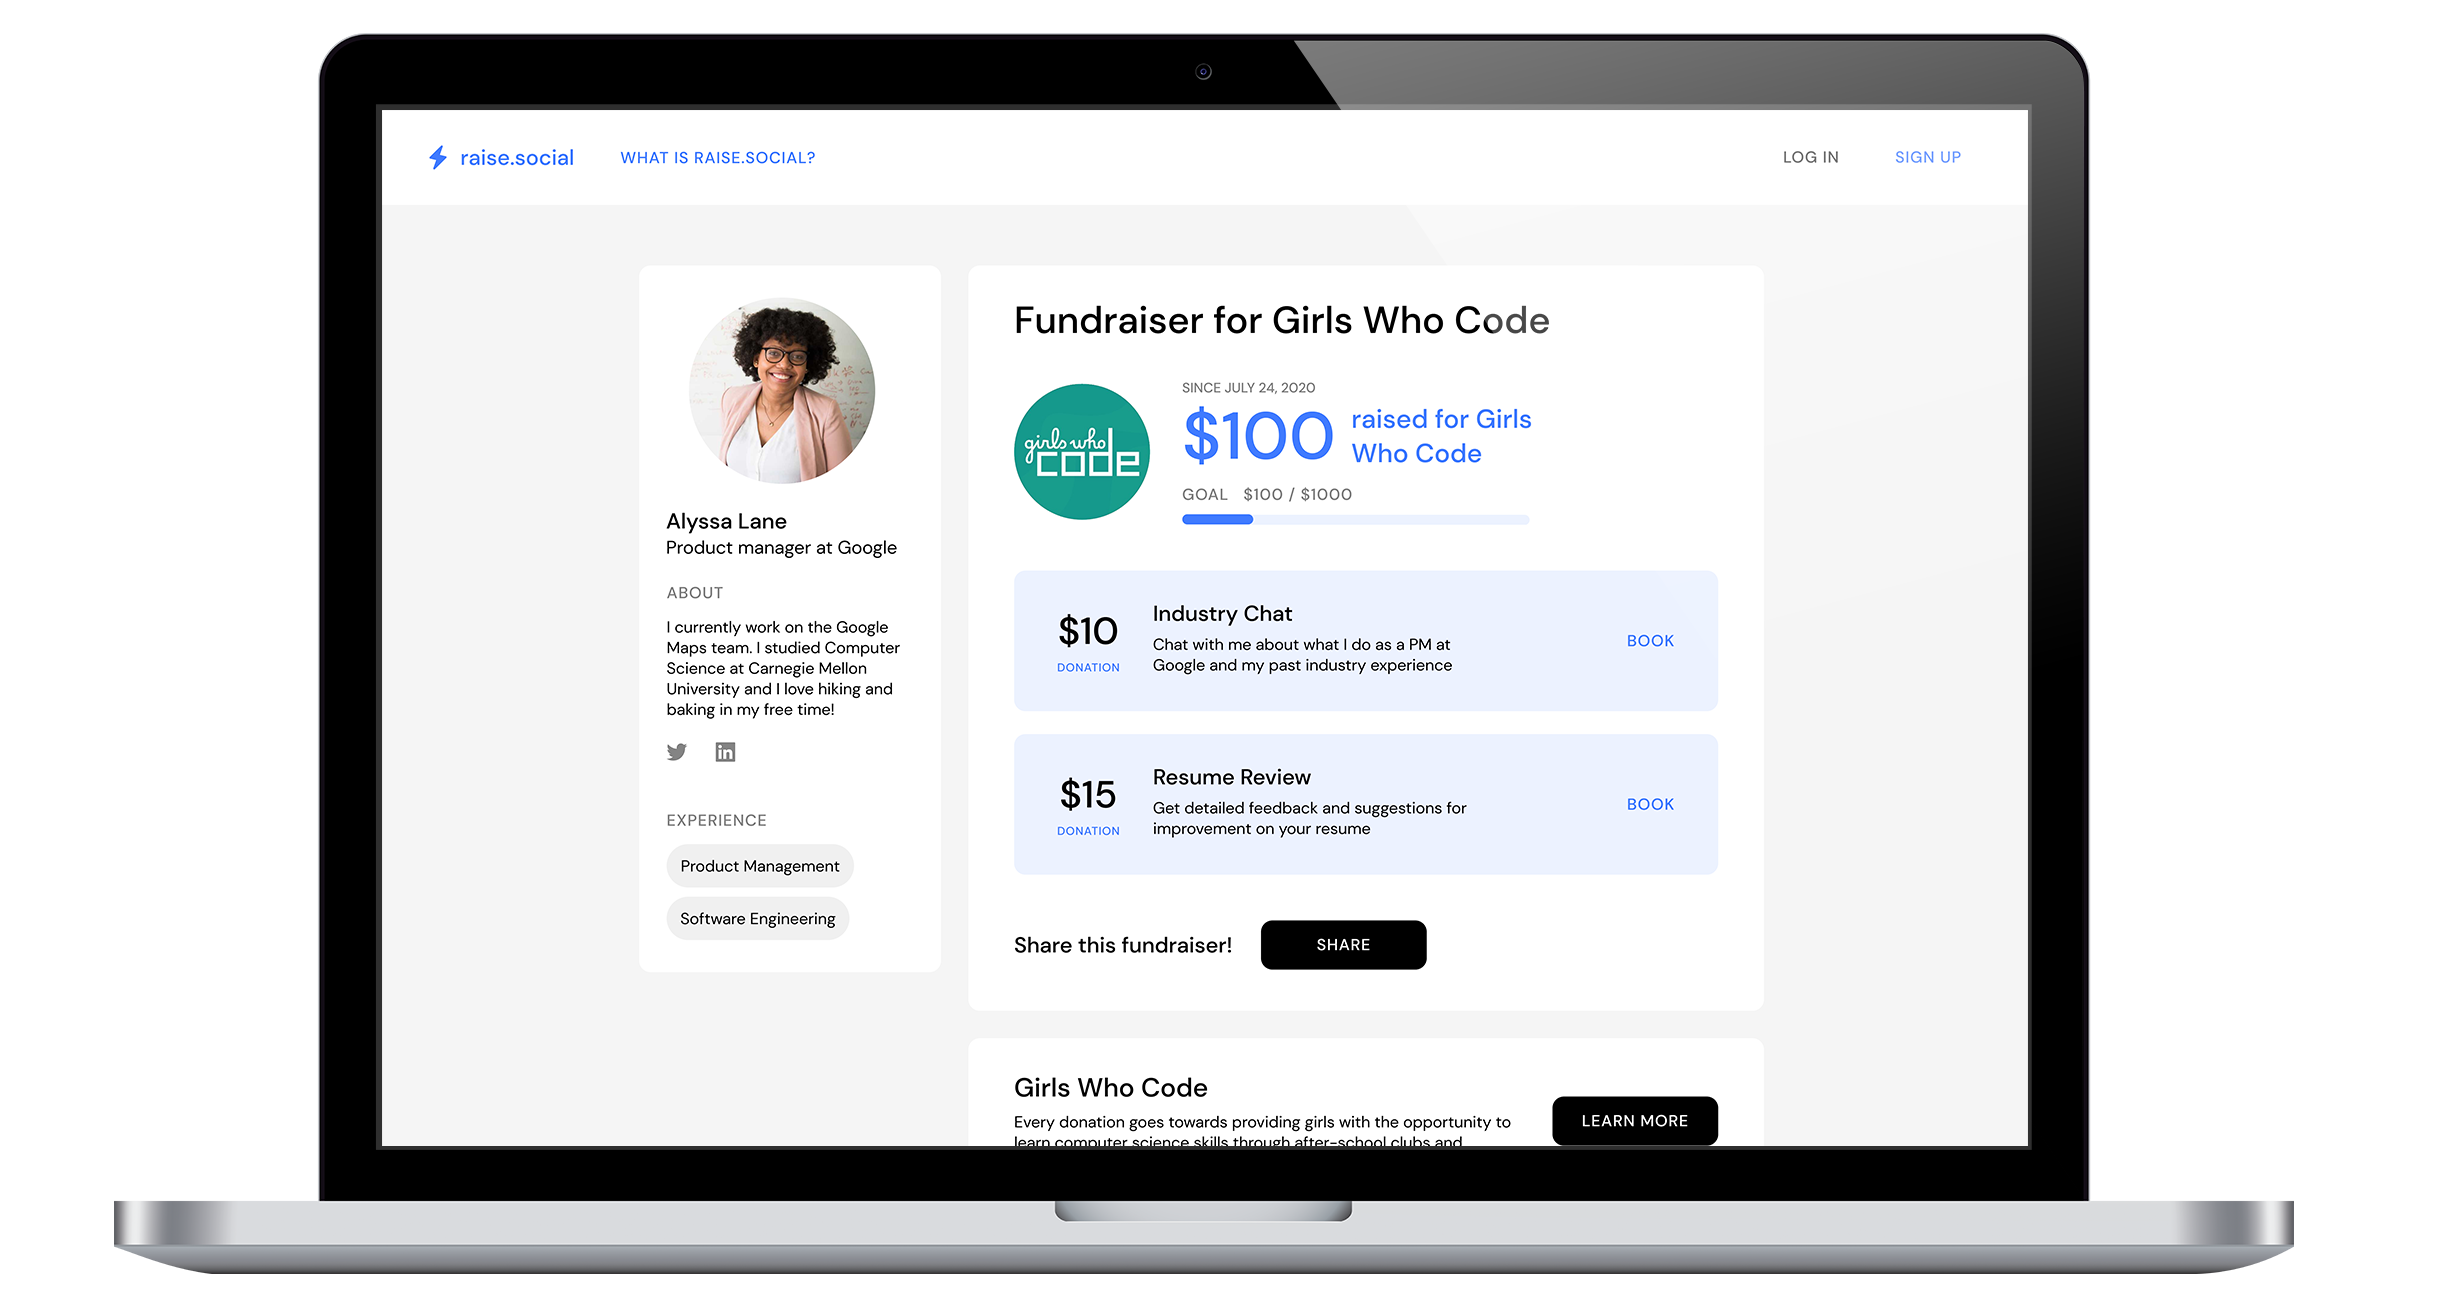 raise.social
WHAT IS RAISE.SOCIAL?
LOG IN
SIGN UP
Alyssa Lane
Product manager at Google
ABOUT
I currently work on the Google
Maps team. I studied Computer
Science at Carnegie Mellon
University and I love hiking and
baking in my free time!
in
EXPERIENCE
Product Management
Software Engineering
Fundraiser for Girls Who Code
girls who
code
SINCE JULY 24, 2020
$100
raised for Girls
Who Code
GOAL $100 / $1000
$10
DONATION
Industry Chat
Chat with me about what I do as a PM at
Google and my past industry experience
BOOK
$15
DONATION
Resume Review
Get detailed feedback and suggestions for
improvement on your resume
BOOK
Share this fundraiser!
SHARE
Girls Who Code
Every donation goes towards providing girls with the opportunity to
learn computer science skills through after-school clubs and
LEARN MORE